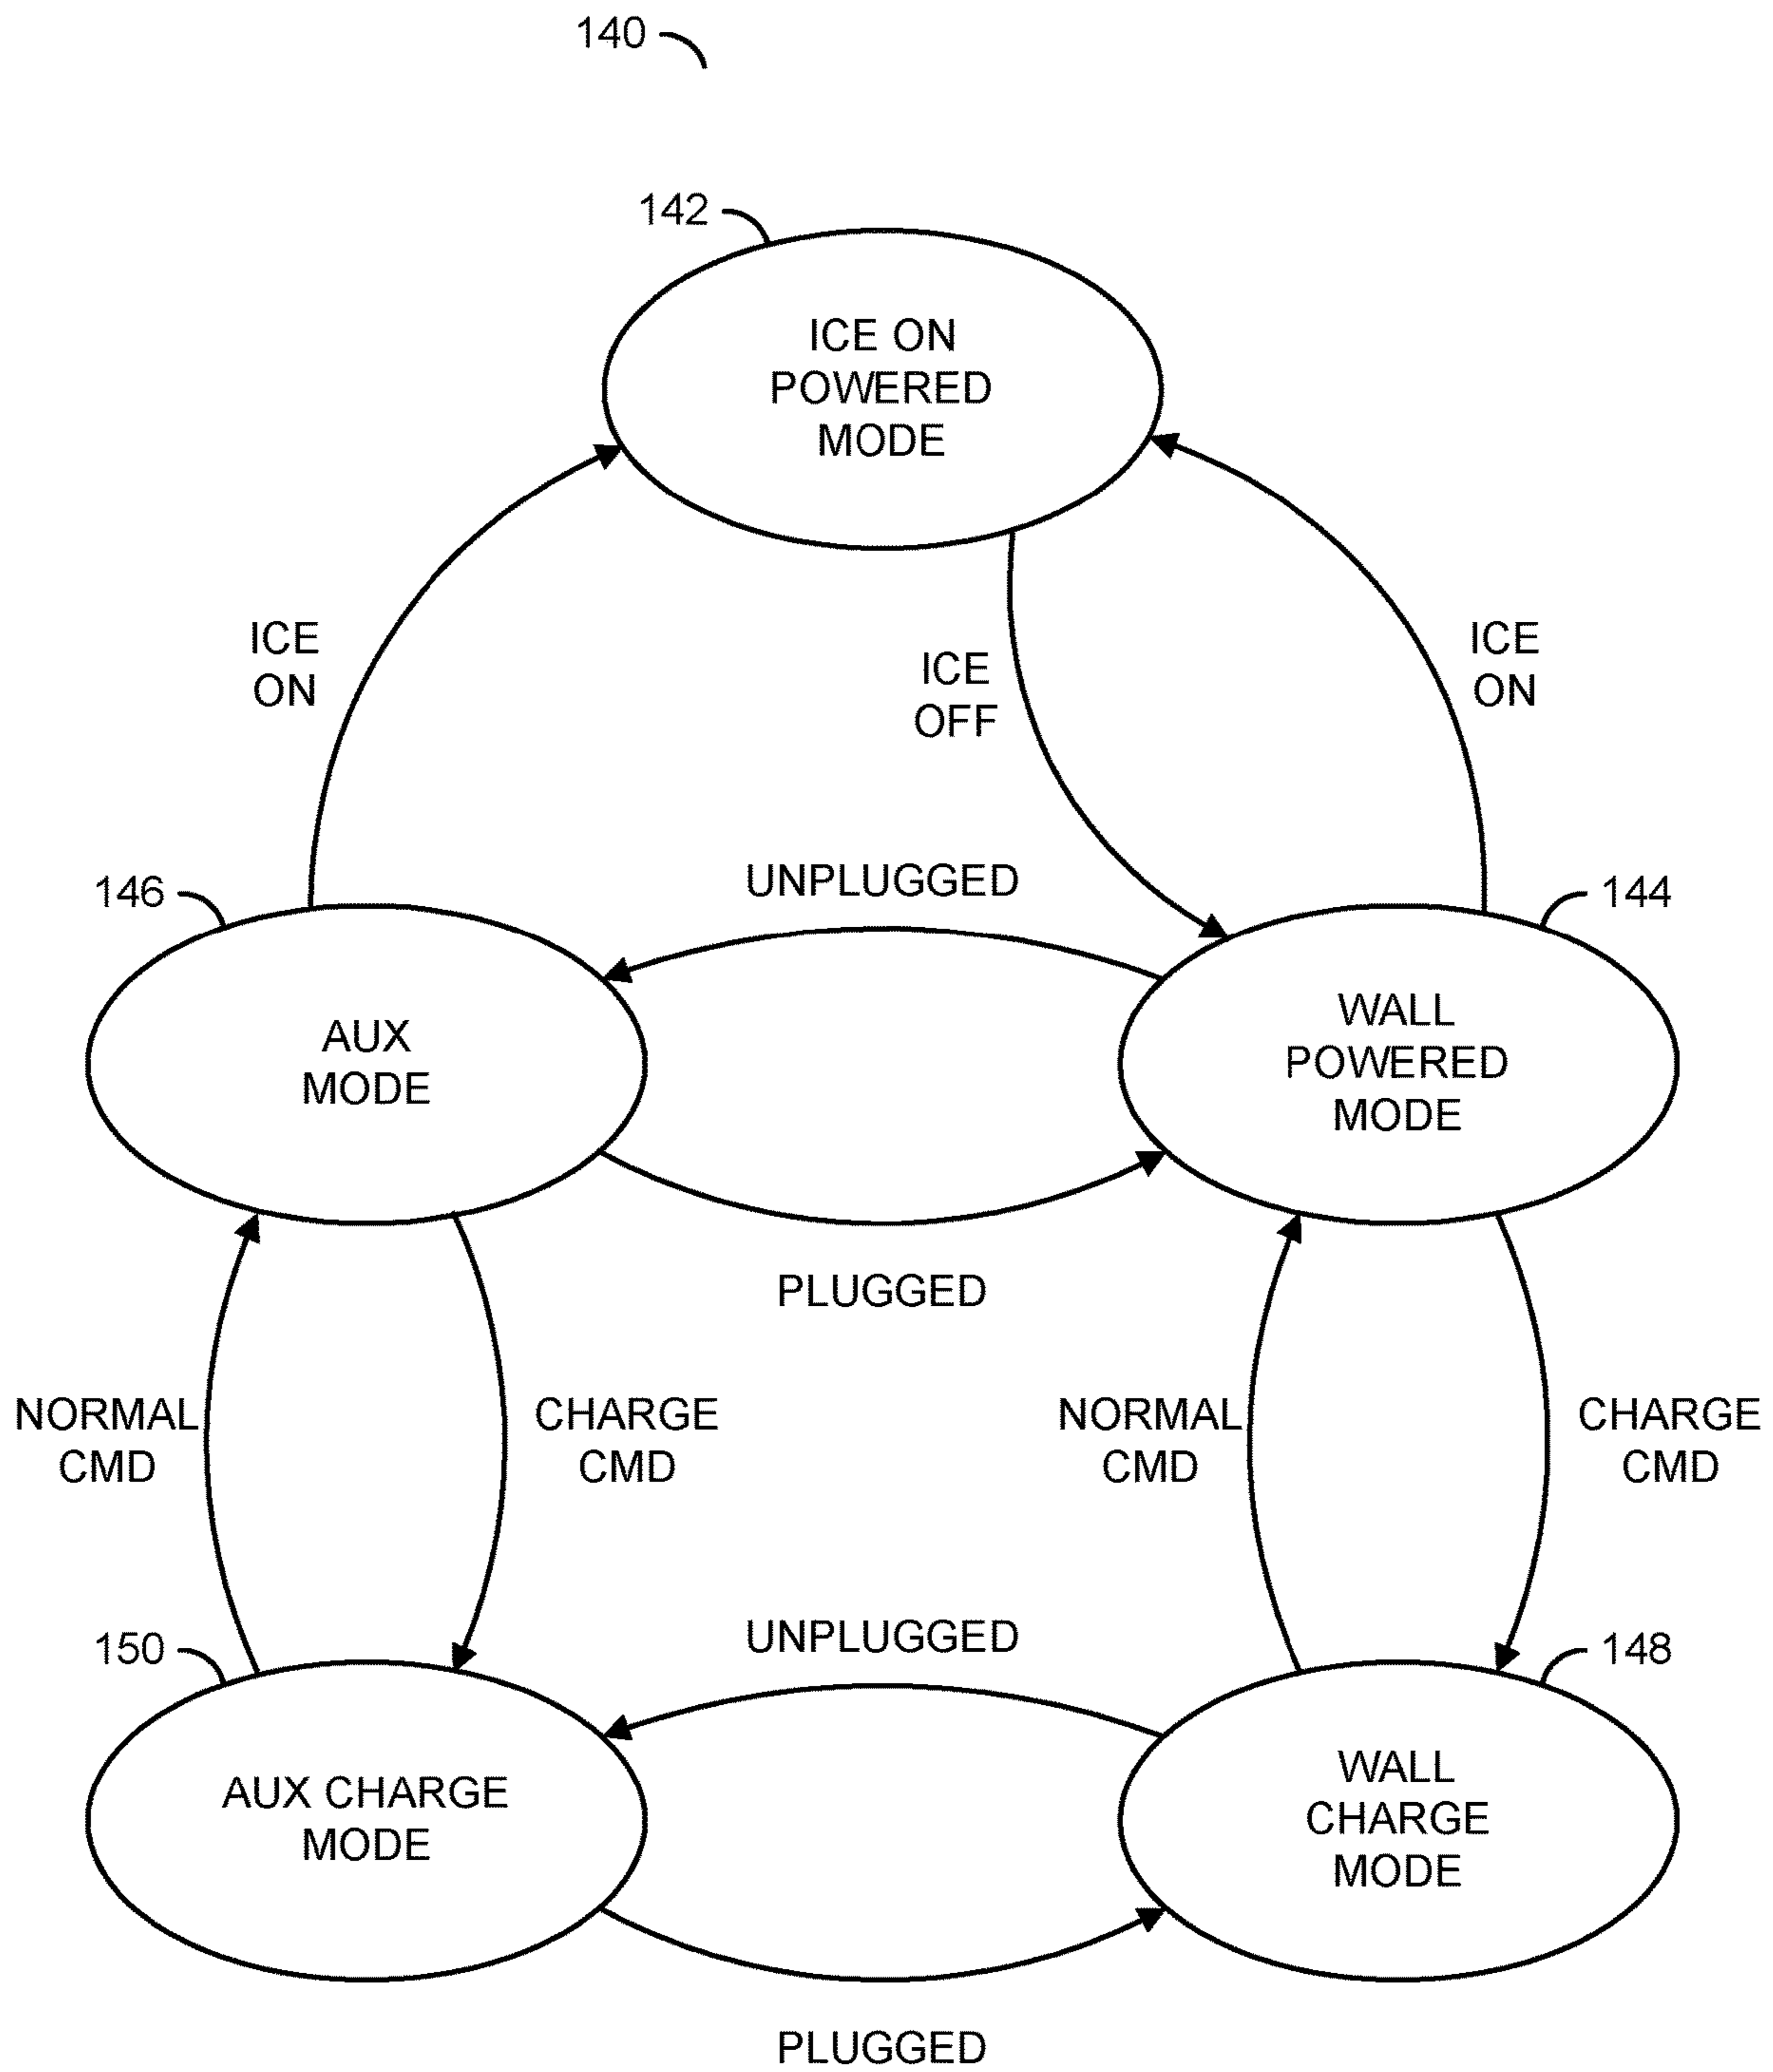 140
142
ICE ON
POWERED
MODE
ICE
ON
ICE
OFF
ICE
ON
UNPLUGGED
146
144
AUX
MODE
WALL
POWERED
MODE
PLUGGED
NORMAL
CMD
CHARGE
CMD
NORMAL
CMD
CHARGE
CMD
UNPLUGGED
150
148
AUX CHARGE
MODE
WALL
CHARGE
MODE
PLUGGED